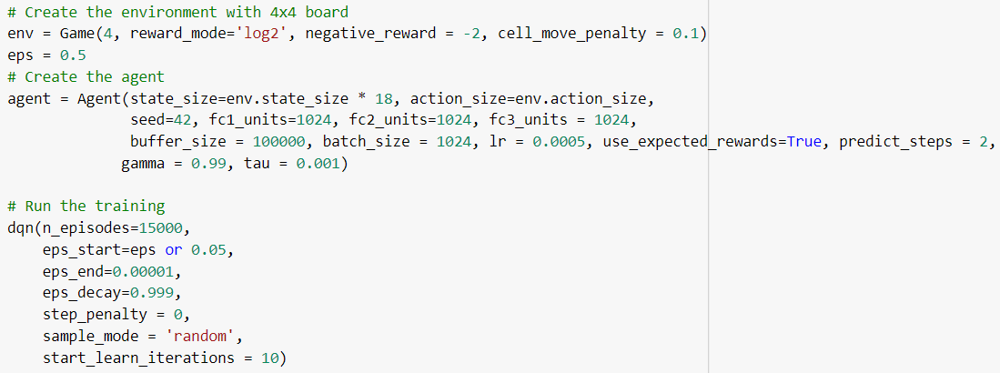 # Create the environment with 4x4 board
env = Game(4, reward_mode='log2', negative_reward = -2, cell_move_penalty = 0.1)
eps = 0.5
# Create the agent
agent = Agent(state_size=env.state_size * 18, action_size=env.action_size,
              seed=42, fc1_units=1024, fc2_units=1024, fc3_units = 1024,
              buffer_size = 100000, batch_size = 1024, lr = 0.0005, use_expected_rewards=True, predict_steps = 2,
             gamma = 0.99, tau = 0.001)

# Run the training
dqn(n_episodes=15000,
    eps_start=eps or 0.05,
    eps_end=0.00001,
    eps_decay=0.999,
    step_penalty = 0,
    sample_mode = 'random',
    start_learn_iterations = 10)